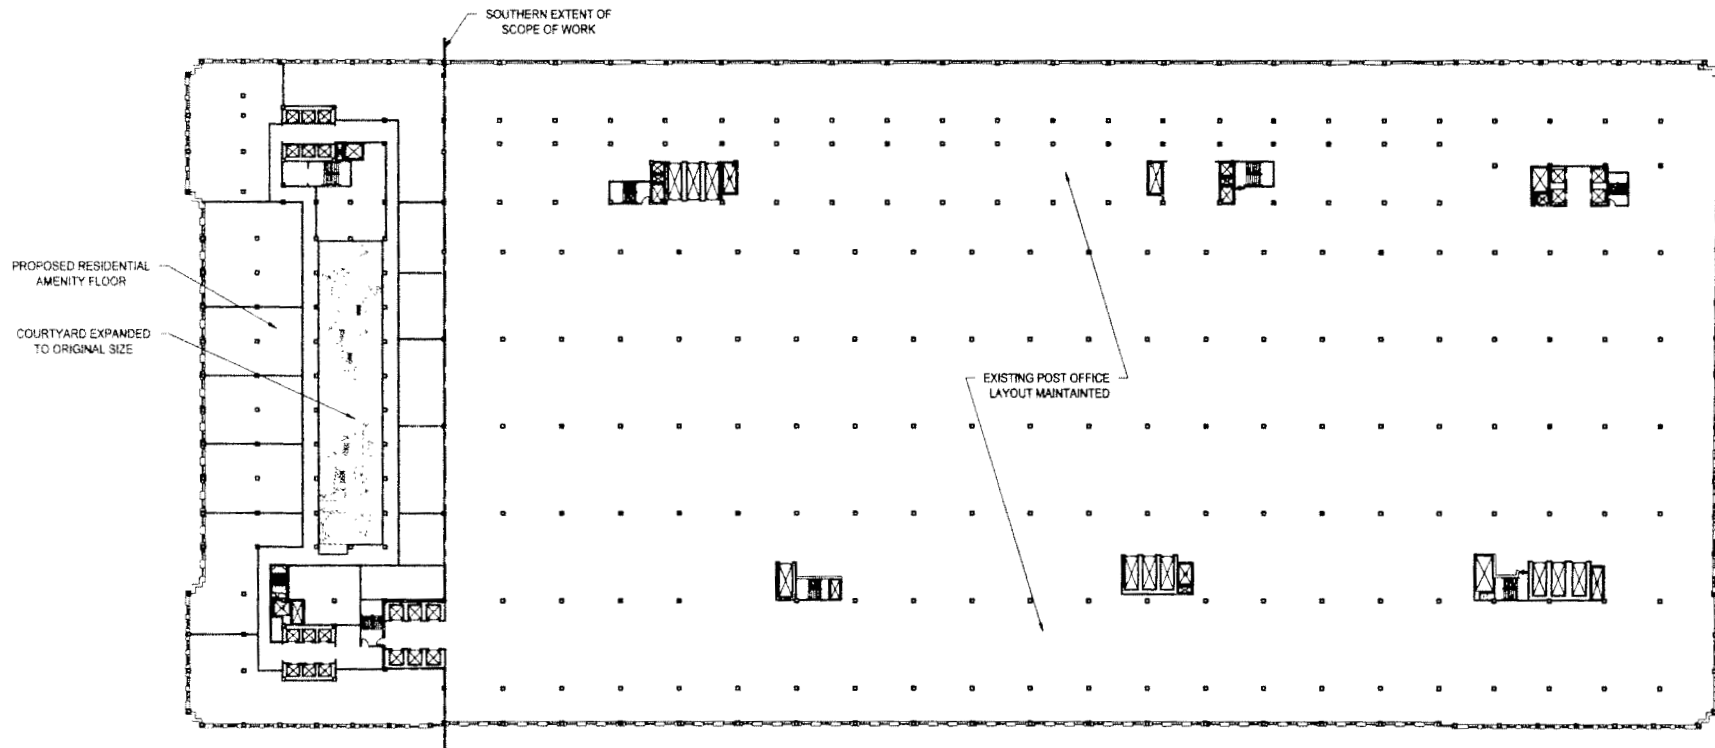 SOUTHERN EXTENT OF
SCOPE OF WORK
PROPOSED RESIDENTIAL
AMENITY FLOOR
COURTYARD EXPANDED
TO ORIGINAL SIZE
EXISTING POST OFFICE
LAYOUT MAINTAINTED